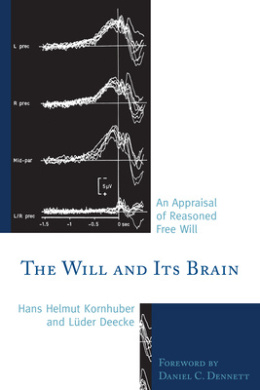 L prec
R prec
Mid-par
5μV
L/R prec
-1.5
-1.0
-0.5
0 sec
An Appraisal
of Reasoned
Free Will
The Will and Its Brain
Hans Helmut Kornhuber
and Lüder Deecke
Foreword by
Daniel C. Dennett